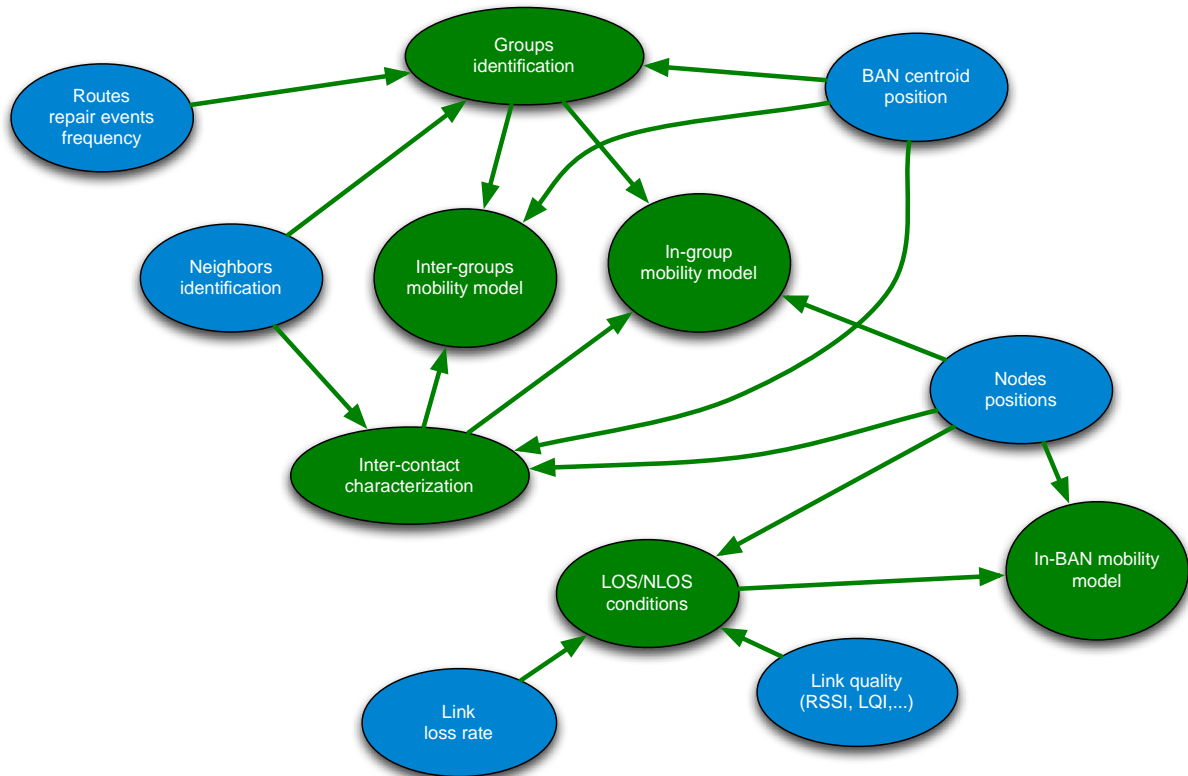 Groups
identification
BAN centroid
position
Routes
repair events
frequency
Neighbors
identification
Inter-groups
mobility model
In-group
mobility model
Nodes
positions
Inter-contact
characterization
LOS/NLOS
conditions
In-BAN mobility
model
Link
loss rate
Link quality
(RSSI, LQI,...)